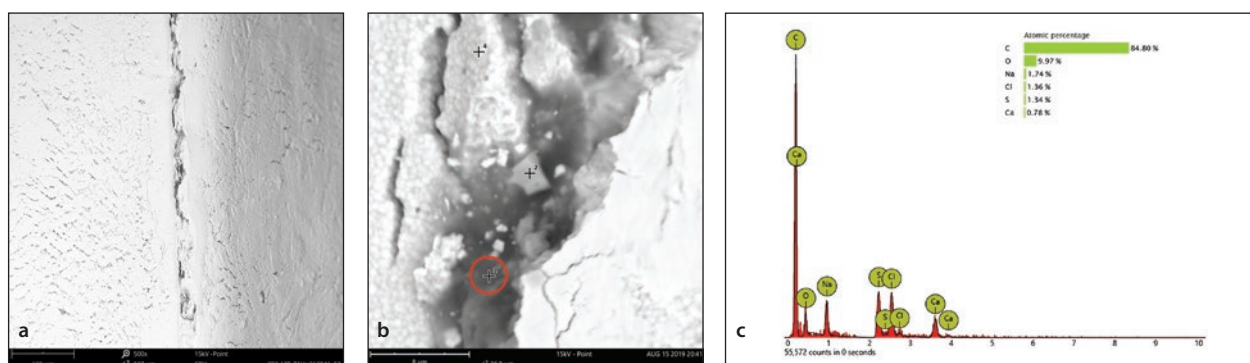 a
500x
15kV - Point
b
4
2
15kV - Point
AUG 15 2019 20:41
c
Atomic percentage
C 84.80 %
O 9.97 %
Na 1.74 %
Cl 1.36 %
S 1.34 %
Ca 0.78 %
C
Ca
O
Na
S
Cl
S
Cl
Ca
Ca
0 1 2 3 4 5 6 7 8 9 10
55,572 counts in 0 seconds